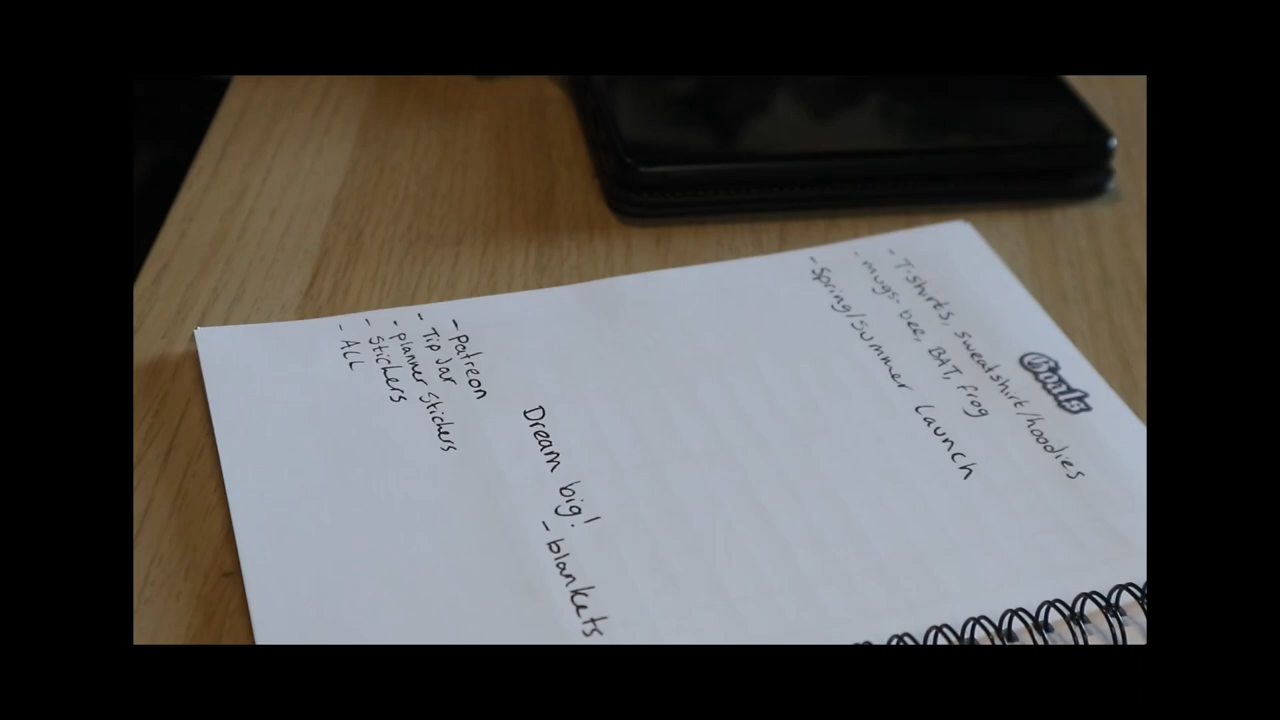 Goals
- T-shirts, sweatshirt/hoodies
- mugs- bee, BAT, frog
- Spring/Summer Launch
Dream big!
- blankets
- Patreon
- Tip Jar
- planner stickers
- Stickers
- ALL